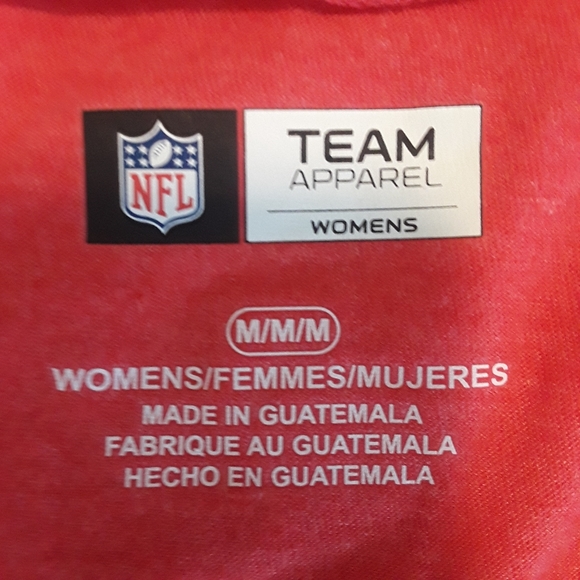 NFL
TEAM
APPAREL
WOMENS
M/M/M
WOMENS/FEMMES/MUJERES
MADE IN GUATEMALA
FABRIQUE AU GUATEMALA
HECHO EN GUATEMALA